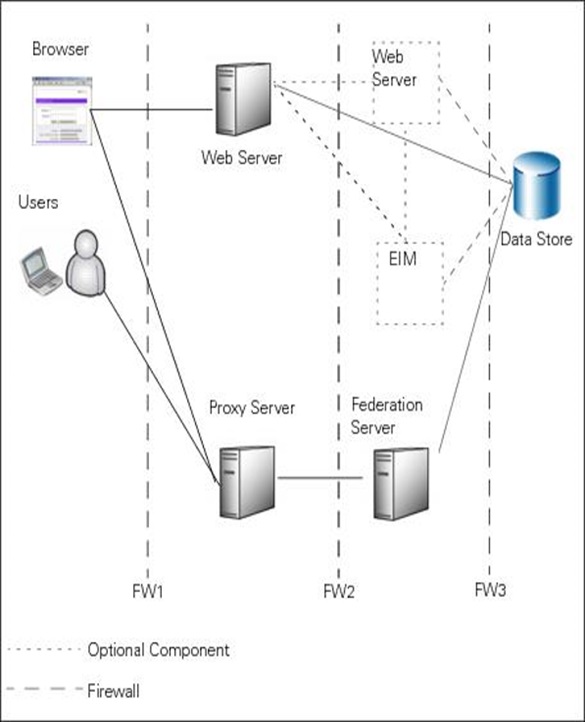 Browser
Web
Server
Web Server
Users
Data Store
EIM
Proxy Server
Federation
Server
FW1
FW2
FW3
Optional Component
Firewall